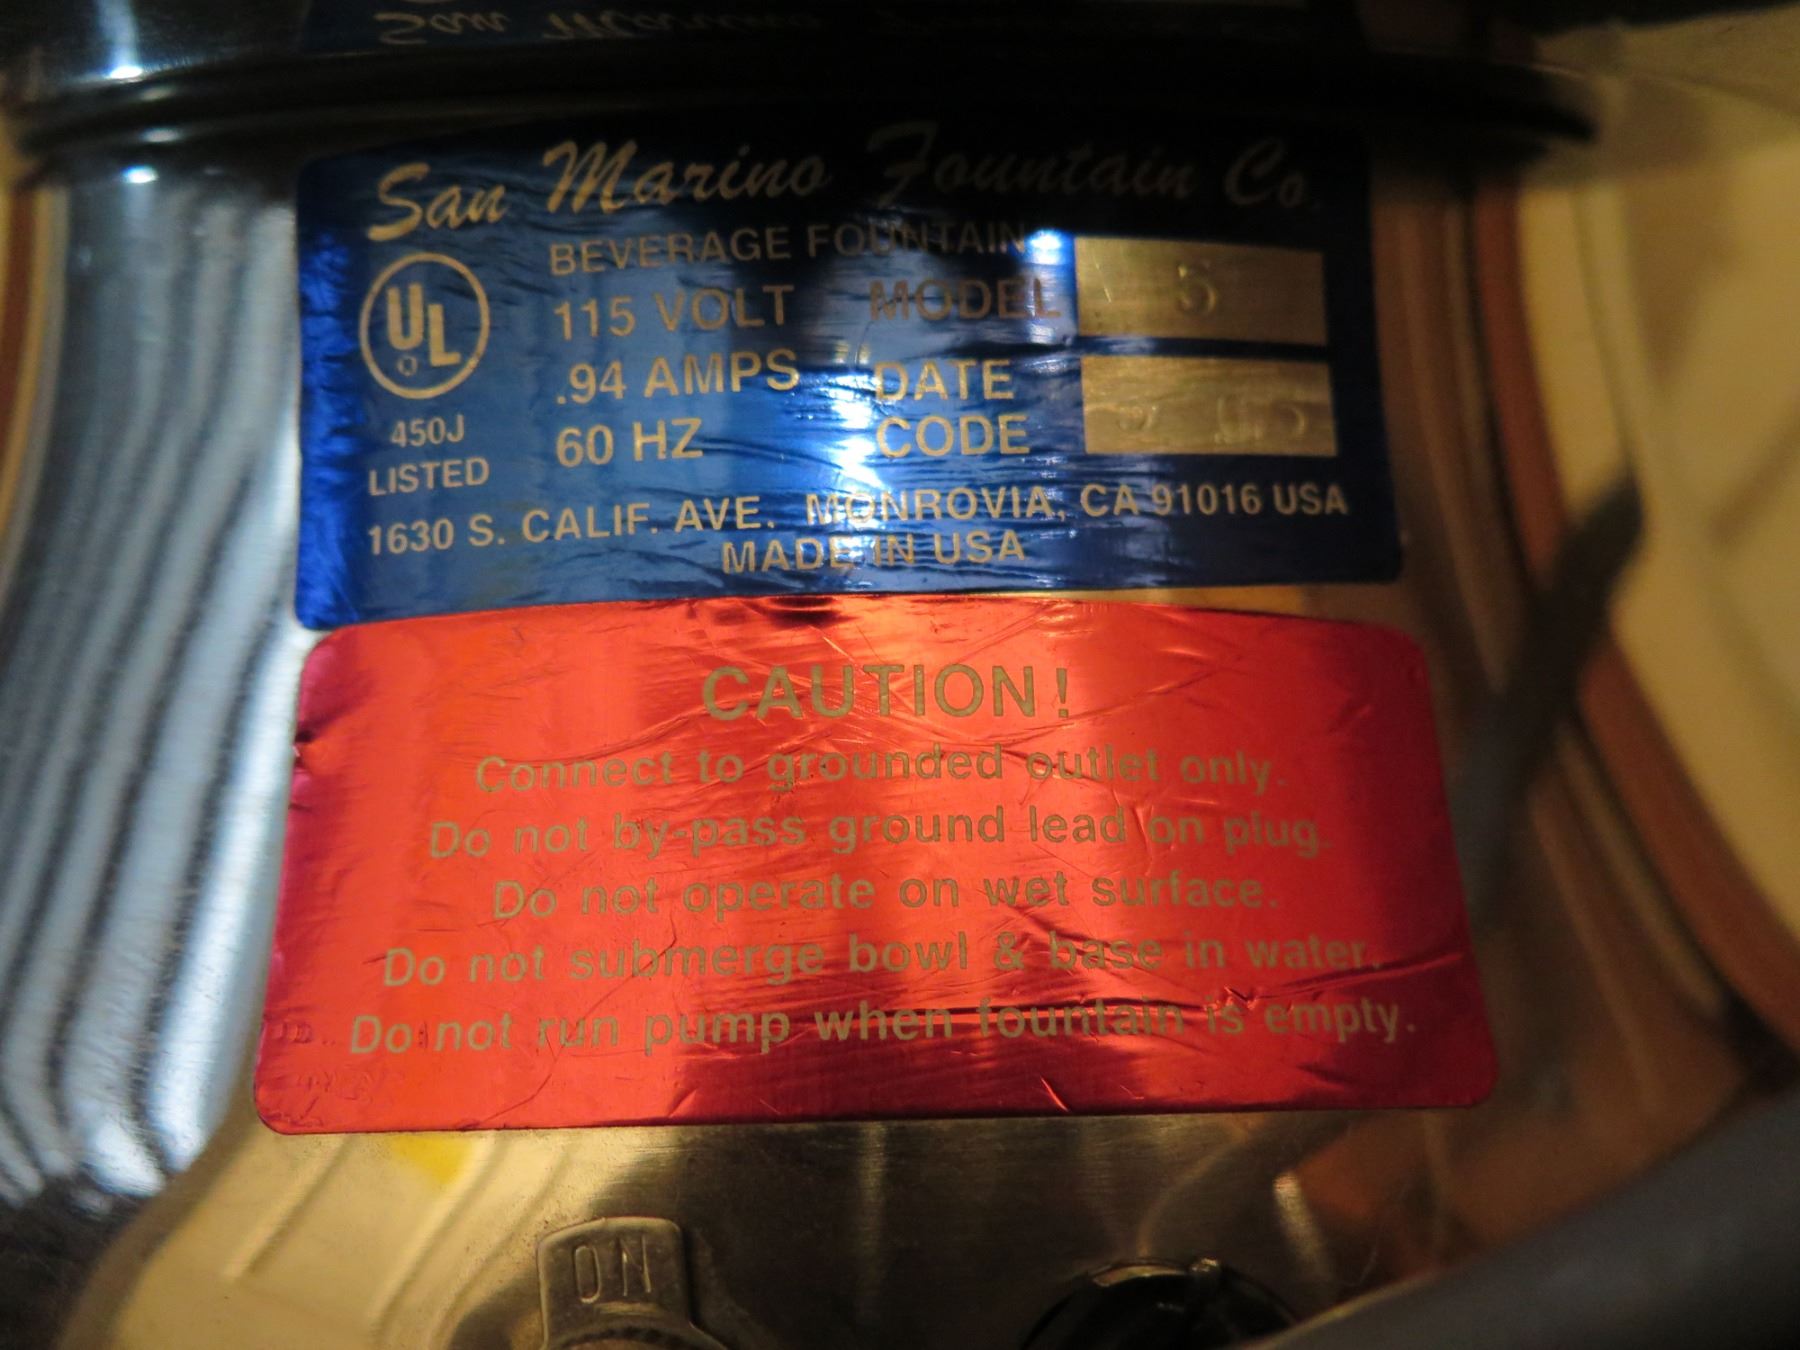 San Marino Fountain Co.
BEVERAGE FOUNTAIN
UL
115 VOLT MODEL 5
.94 AMPS DATE
450J
60 HZ CODE
LISTED
1630 S. CALIF. AVE. MONROVIA, CA 91016 USA
MADE IN USA
CAUTION!
Connect to grounded outlet only.
Do not by-pass ground lead on plug.
Do not operate on wet surface.
Do not submerge bowl & base in water.
Do not run pump when fountain is empty.
ON